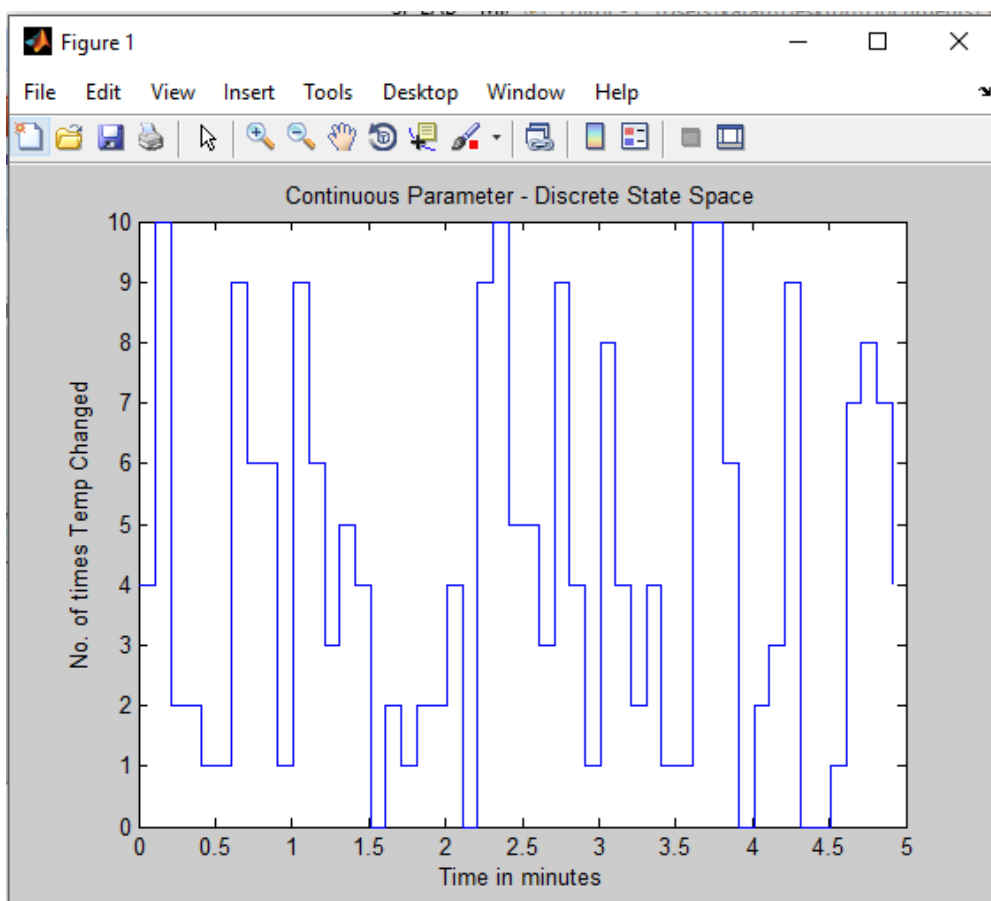 Figure 1
File Edit View Insert Tools Desktop Window Help
Continuous Parameter - Discrete State Space
10
9
8
7
6
5
4
3
2
1
0
No. of times Temp Changed
0 0.5 1 1.5 2 2.5 3 3.5 4 4.5 5
Time in minutes